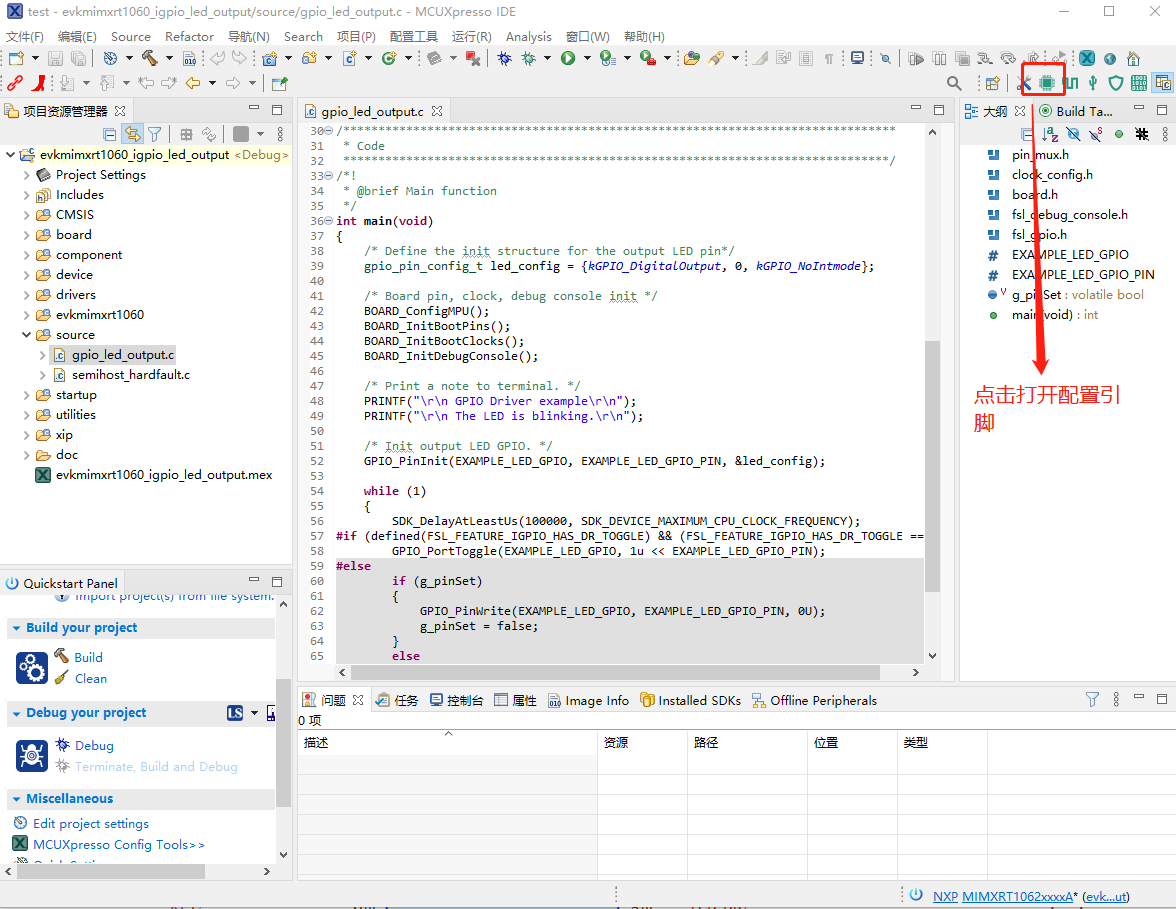 test - evkmimxrt1060_igpio_led_output/source/gpio_led_output.c - MCUXpresso IDE
文件(F) 编辑(E) Source Refactor 导航(N) Search 项目(P) 配置工具 运行(R) Analysis 窗口(W) 帮助(H)
项目资源管理器
evkmimxrt1060_igpio_led_output <Debug>
Project Settings
Includes
CMSIS
board
component
device
drivers
evkmimxrt1060
source
gpio_led_output.c
semihost_hardfault.c
startup
utilities
xip
doc
evkmimxrt1060_igpio_led_output.mex
Quickstart Panel
Import project(s) from file system.
Build your project
Build
Clean
Debug your project
LS
Debug
Terminate, Build and Debug
Miscellaneous
Edit project settings
MCUXpresso Config Tools>>
gpio_led_output.c
30 /*******************************************************************************
31 * Code
32 ******************************************************************************/
33 /*!
34 * @brief Main function
35 */
36 int main(void)
37 {
38 /* Define the init structure for the output LED pin*/
39 gpio_pin_config_t led_config = {kGPIO_DigitalOutput, 0, kGPIO_NoIntmode};
40
41 /* Board pin, clock, debug console init */
42 BOARD_ConfigMPU();
43 BOARD_InitBootPins();
44 BOARD_InitBootClocks();
45 BOARD_InitDebugConsole();
46
47 /* Print a note to terminal. */
48 PRINTF("\r\n GPIO Driver example\r\n");
49 PRINTF("\r\n The LED is blinking.\r\n");
50
51 /* Init output LED GPIO. */
52 GPIO_PinInit(EXAMPLE_LED_GPIO, EXAMPLE_LED_GPIO_PIN, &led_config);
53
54 while (1)
55 {
56 SDK_DelayAtLeastUs(100000, SDK_DEVICE_MAXIMUM_CPU_CLOCK_FREQUENCY);
57 #if (defined(FSL_FEATURE_IGPIO_HAS_DR_TOGGLE) && (FSL_FEATURE_IGPIO_HAS_DR_TOGGLE ==
58 GPIO_PortToggle(EXAMPLE_LED_GPIO, 1u << EXAMPLE_LED_GPIO_PIN);
59 #else
60 if (g_pinSet)
61 {
62 GPIO_PinWrite(EXAMPLE_LED_GPIO, EXAMPLE_LED_GPIO_PIN, 0U);
63 g_pinSet = false;
64 }
65 else
大纲 Build Ta...
pin_mux.h
clock_config.h
board.h
fsl_debug_console.h
fsl_gpio.h
EXAMPLE_LED_GPIO
EXAMPLE_LED_GPIO_PIN
g_pinSet : volatile bool
main(void) : int
点击打开配置引
脚
问题 任务 控制台 属性 Image Info Installed SDKs Offline Peripherals
0 项
描述 资源 路径 位置 类型
NXP MIMXRT1062xxxxA* (evk...ut)